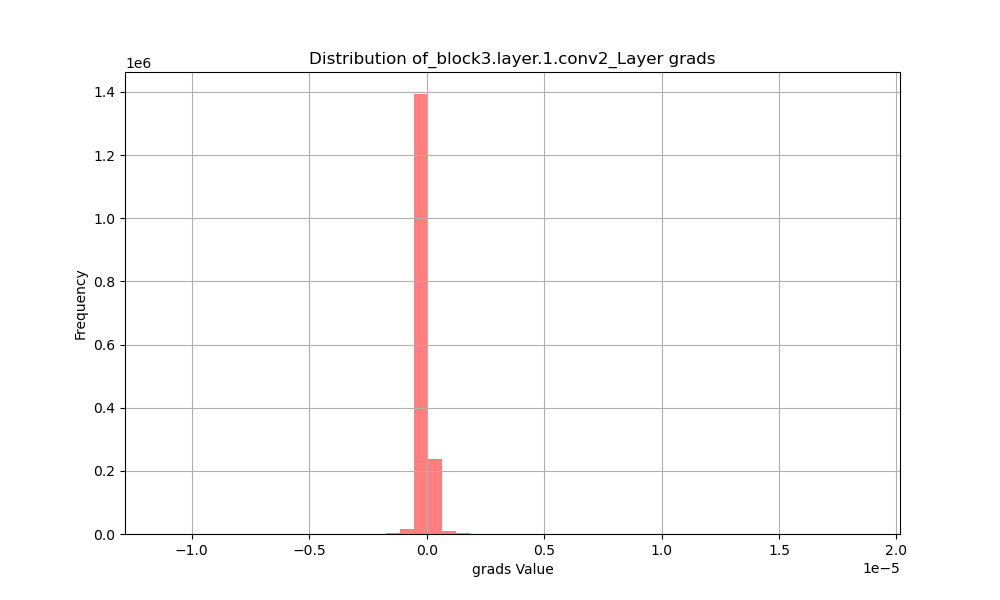 Distribution of_block3.layer.1.conv2_Layer grads
1e6
1.4
1.2
1.0
0.8
0.6
0.4
0.2
0.0
Frequency
−1.0 −0.5 0.0 0.5 1.0 1.5 2.0
1e−5
grads Value